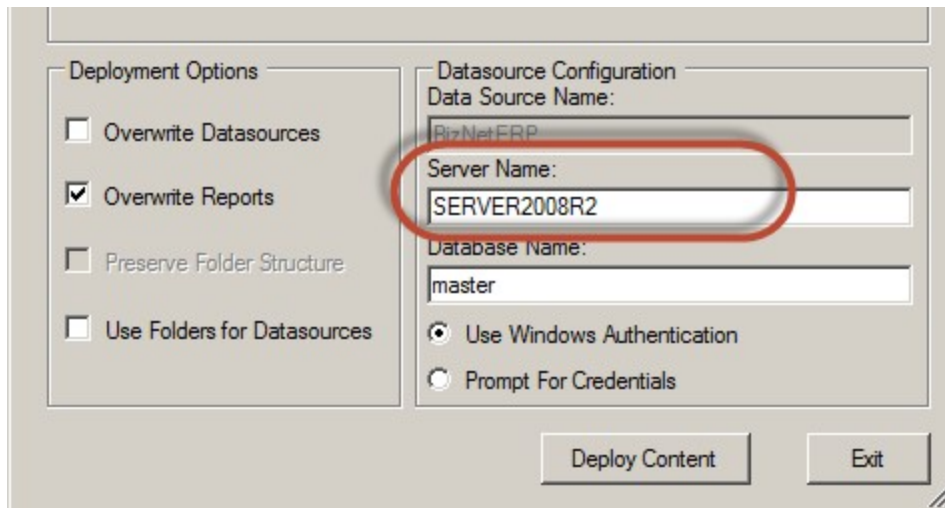 Deployment Options
Overwrite Datasources
Overwrite Reports
Preserve Folder Structure
Use Folders for Datasources
Datasource Configuration
Data Source Name:
BizNetERP
Server Name:
SERVER2008R2
Database Name:
master
Use Windows Authentication
Prompt For Credentials
Deploy Content
Exit